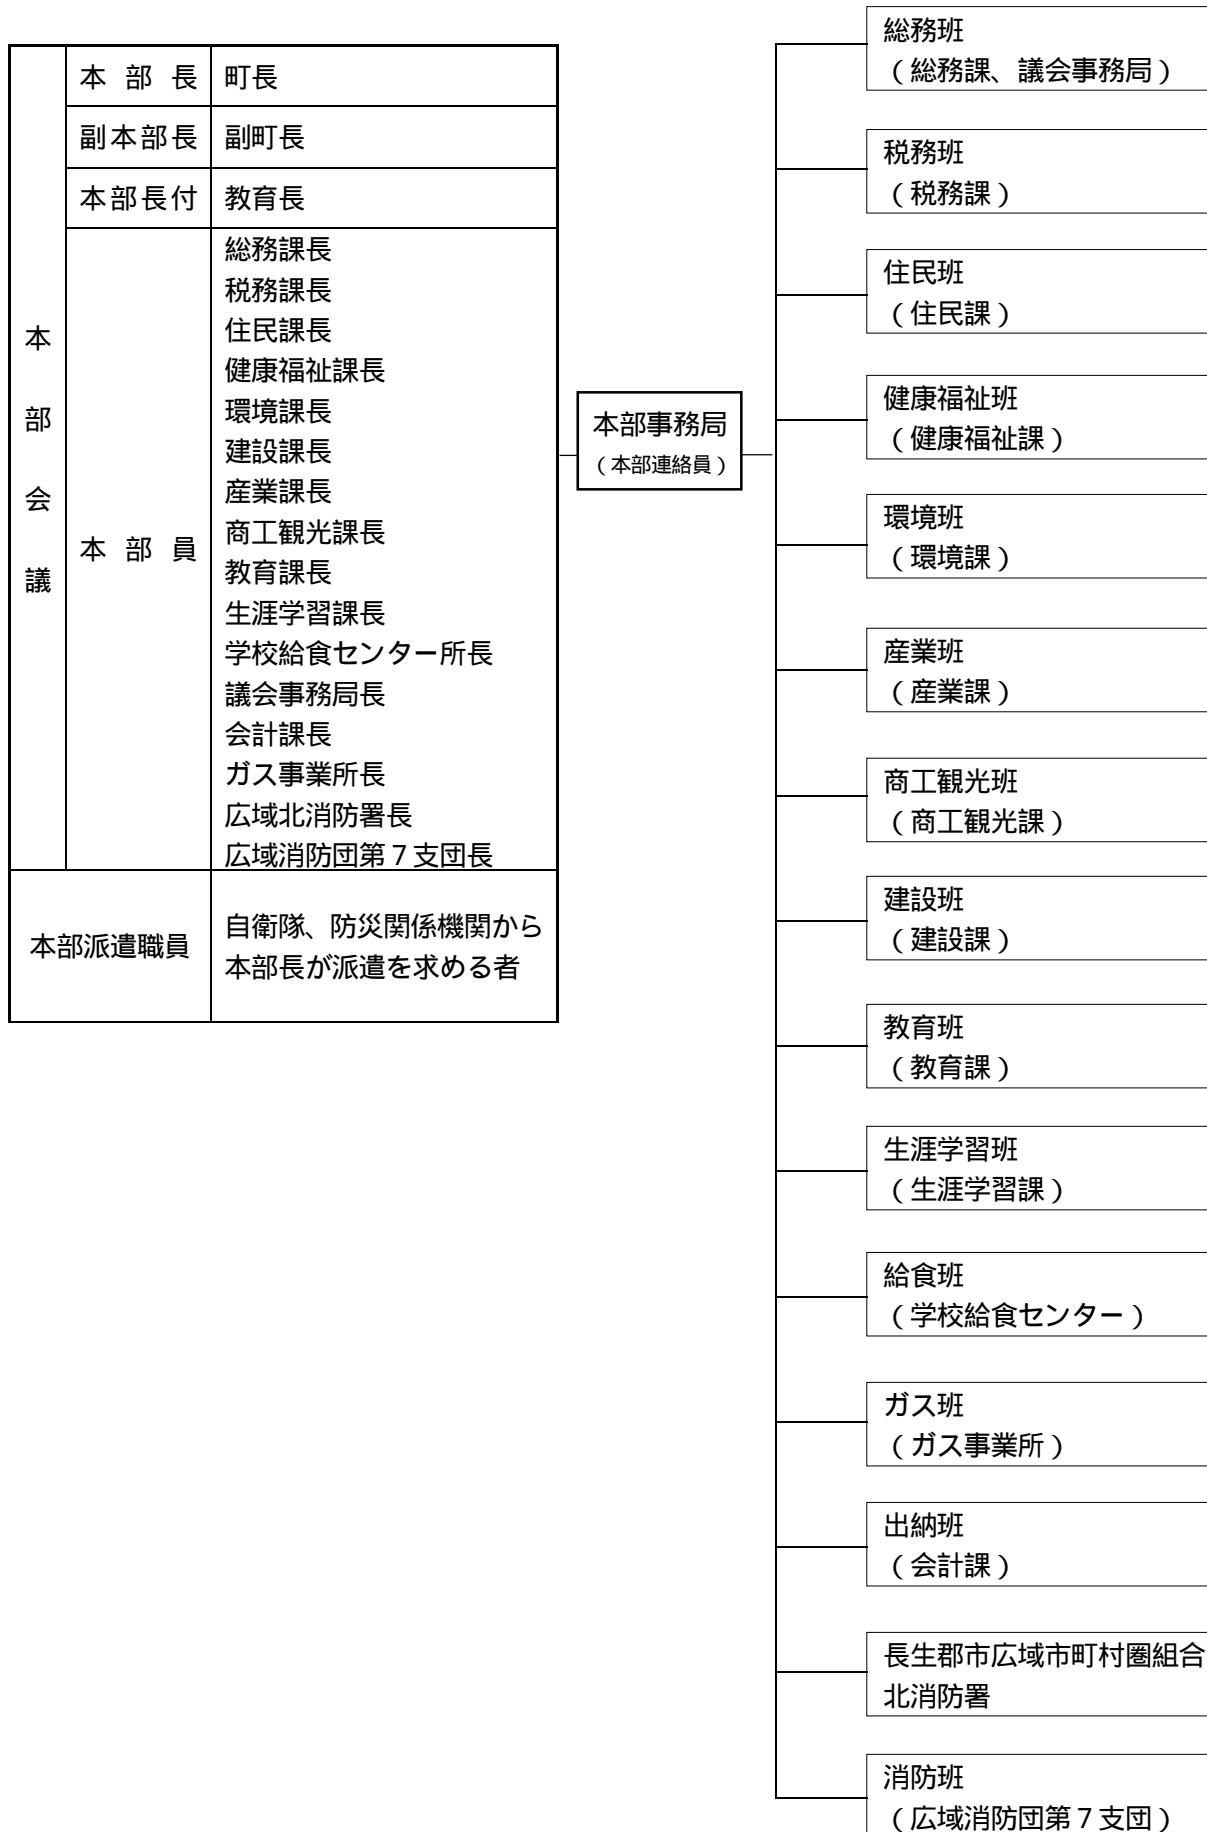 本部会議
本部長
町長
副本部長
副町長
本部長付
教育長
本部員
総務課長
税務課長
住民課長
健康福祉課長
環境課長
建設課長
産業課長
商工観光課長
教育課長
生涯学習課長
学校給食センター所長
議会事務局長
会計課長
ガス事業所長
広域北消防署長
広域消防団第７支団長
本部派遣職員
自衛隊、防災関係機関から
本部長が派遣を求める者
本部事務局
（本部連絡員）
総務班
（総務課、議会事務局）
税務班
（税務課）
住民班
（住民課）
健康福祉班
（健康福祉課）
環境班
（環境課）
産業班
（産業課）
商工観光班
（商工観光課）
建設班
（建設課）
教育班
（教育課）
生涯学習班
（生涯学習課）
給食班
（学校給食センター）
ガス班
（ガス事業所）
出納班
（会計課）
長生郡市広域市町村圏組合
北消防署
消防班
（広域消防団第７支団）